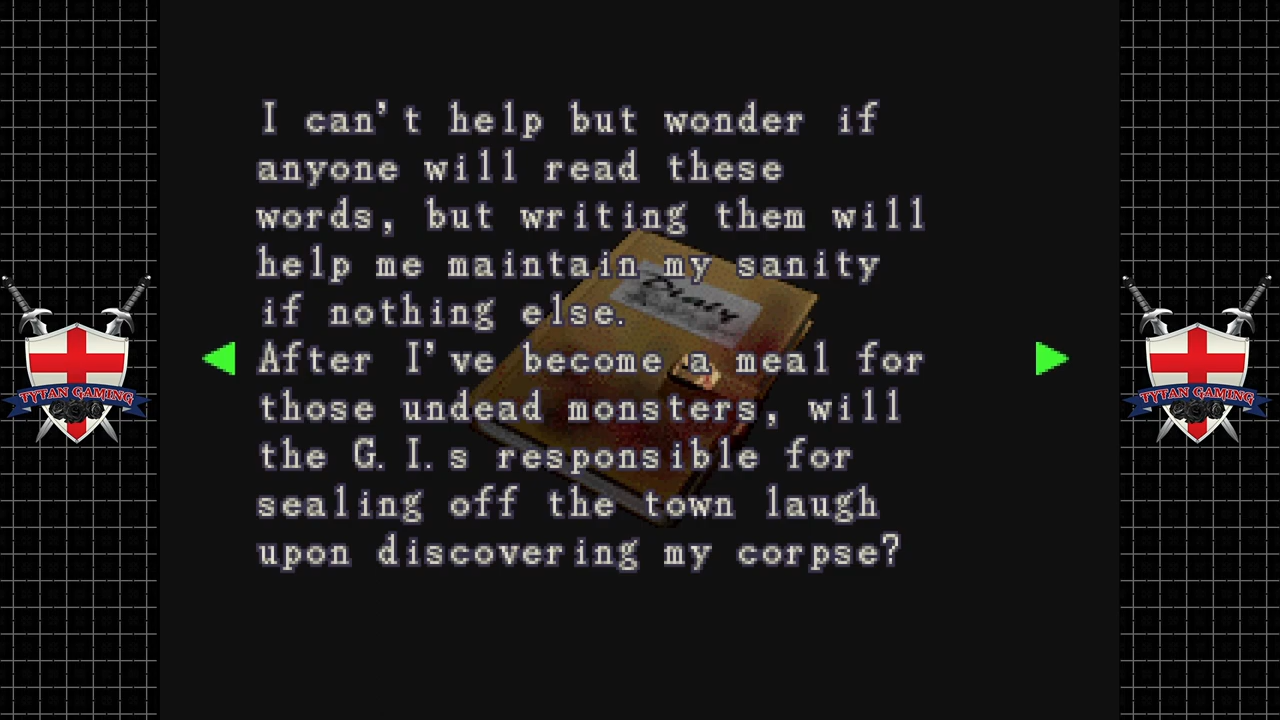 I can't help but wonder if
anyone will read these
words, but writing them will
help me maintain my sanity
if nothing else.
After I've become a meal for
those undead monsters, will
the G.I.s responsible for
sealing off the town laugh
upon discovering my corpse?
Diary
TYTAN GAMING
TYTAN GAMING